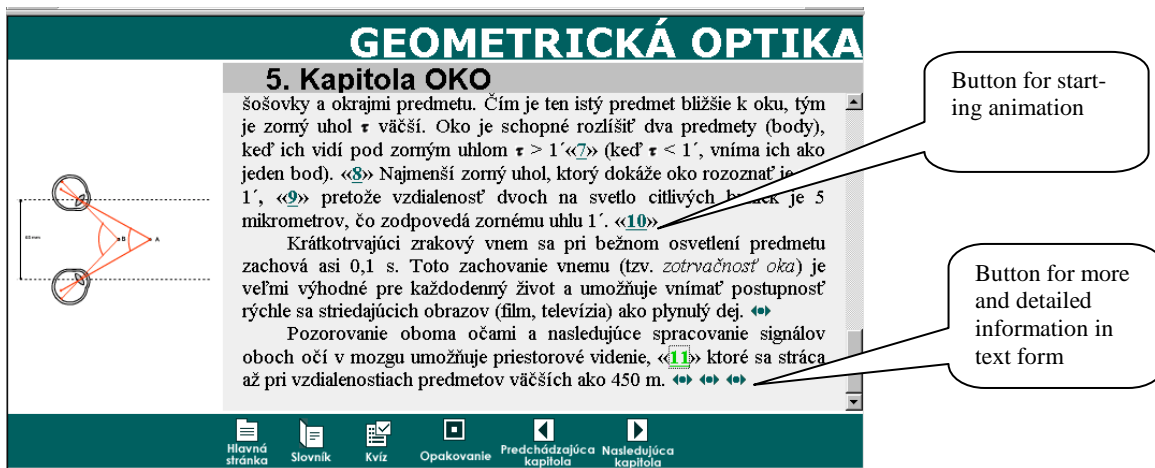 GEOMETRICKÁ OPTIKA
5. Kapitola OKO
šošovky a okrajmi predmetu. Čím je ten istý predmet bližšie k oku, tým
je zorný uhol τ väčší. Oko je schopné rozlíšiť dva predmety (body),
keď ich vidí pod zorným uhlom τ > 1´«7» (keď τ < 1´, vníma ich ako
jeden bod). «8» Najmenší zorný uhol, ktorý dokáže oko rozoznať je
1´, «9» pretože vzdialenosť dvoch na svetlo citlivých je 5
mikrometrov, čo zodpovedá zornému uhlu 1´. «10»
Krátkotrvajúci zrakový vnem sa pri bežnom osvetlení predmetu
zachová asi 0,1 s. Toto zachovanie vnemu (tzv. zotrvačnosť oka) je
veľmi výhodné pre každodenný život a umožňuje vnímať postupnosť
rýchle sa striedajúcich obrazov (film, televízia) ako plynulý dej. «•»
Pozorovanie oboma očami a nasledujúce spracovanie signálov
oboch očí v mozgu umožňuje priestorové videnie, «11» ktoré sa stráca
až pri vzdialenostiach predmetov väčších ako 450 m. «•» «•» «•»
B
A
Button for start-
ing animation
Button for more
and detailed
information in
text form
Hlavná
stránka
Slovník
Kvíz
Opakovanie
Predchádzajúca
kapitola
Nasledujúca
kapitola